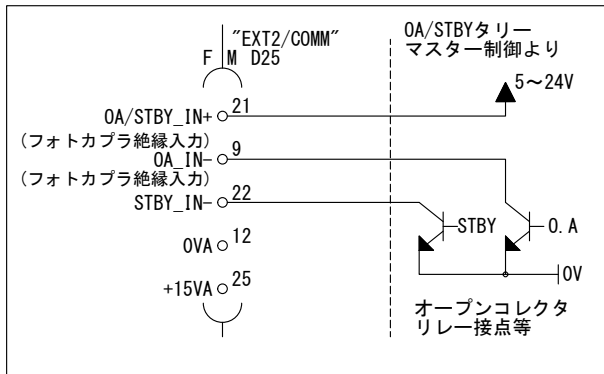 "EXT2/COMM"
F M D25
OA/STBY_IN+ 21
(フォトカプラ絶縁入力)
OA_IN- 9
(フォトカプラ絶縁入力)
STBY_IN- 22
0VA 12
+15VA 25
OA/STBYタリー
マスター制御より
5～24V
STBY
O.A
0V
オープンコレクタ
リレー接点等